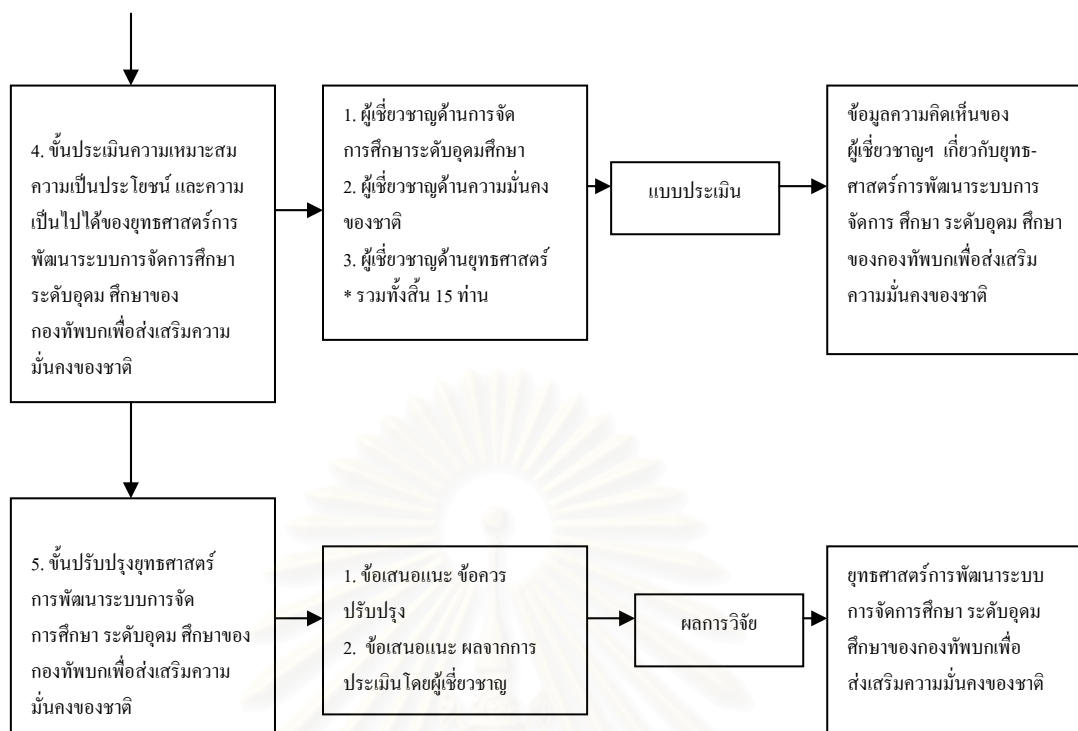 4. ขั้นประเมินความเหมาะสม
ความเป็นประโยชน์ และความ
เป็นไปได้ของยุทธศาสตร์การ
พัฒนาระบบการจัดการศึกษา
ระดับอุดม ศึกษาของ
กองทัพบกเพื่อส่งเสริมความ
มั่นคงของชาติ
1. ผู้เชี่ยวชาญด้านการจัด
การศึกษาระดับอุดมศึกษา
2. ผู้เชี่ยวชาญด้านความมั่นคง
ของชาติ
3. ผู้เชี่ยวชาญด้านยุทธศาสตร์
* รวมทั้งสิ้น 15 ท่าน
แบบประเมิน
ข้อมูลความคิดเห็นของ
ผู้เชี่ยวชาญฯ เกี่ยวกับยุทธ-
ศาสตร์การพัฒนาระบบการ
จัดการ ศึกษา ระดับอุดม ศึกษา
ของกองทัพบกเพื่อส่งเสริม
ความมั่นคงของชาติ
5. ขั้นปรับปรุงยุทธศาสตร์
การพัฒนาระบบการจัด
การศึกษา ระดับอุดม ศึกษาของ
กองทัพบกเพื่อส่งเสริมความ
มั่นคงของชาติ
1. ข้อเสนอแนะ ข้อควร
ปรับปรุง
2. ข้อเสนอแนะ ผลจากการ
ประเมินโดยผู้เชี่ยวชาญ
ผลการวิจัย
ยุทธศาสตร์การพัฒนาระบบ
การจัดการศึกษา ระดับอุดม
ศึกษาของกองทัพบกเพื่อ
ส่งเสริมความมั่นคงของชาติ